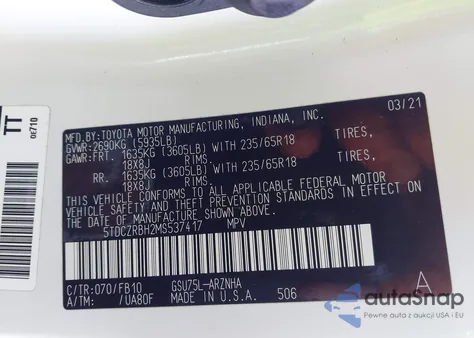 TT
0r710
MFD.BY:TOYOTA MOTOR MANUFACTURING, INDIANA, INC. 03/21
GVWR:2690KG (5935LB)
GAWR:FRT. 1635KG (3605LB) WITH 235/65R18 TIRES,
18X8J RIMS
RR. 1635KG (3605LB) WITH 235/65R18 TIRES,
18X8J RIMS
THIS VEHICLE CONFORMS TO ALL APPLICABLE FEDERAL MOTOR
VEHICLE SAFETY AND THEFT PREVENTION STANDARDS IN EFFECT ON
THE DATE OF MANUFACTURE SHOWN ABOVE.
5TDCZRBH2MS537417 MPV
C/TR:070/FB10 GSU75L-ARZNHA A
A/TM: /UA80F MADE IN U.S.A. 506
autoSnap
Pewne auta z USA i EU